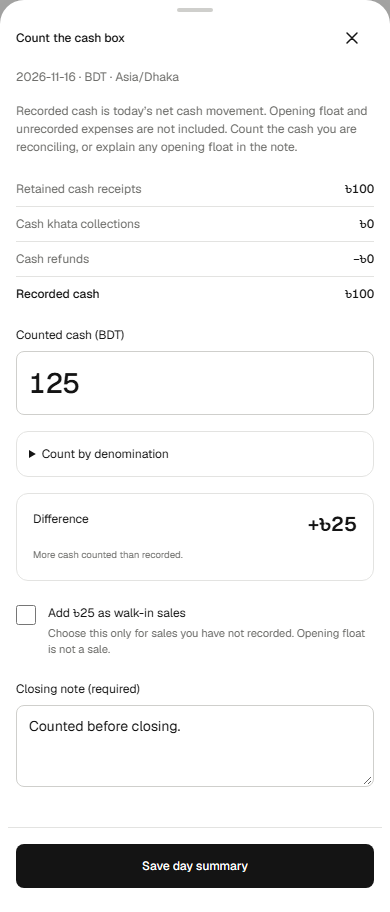 Count the cash box
2026-11-16 · BDT · Asia/Dhaka
Recorded cash is today's net cash movement. Opening float and
unrecorded expenses are not included. Count the cash you are
reconciling, or explain any opening float in the note.
Retained cash receipts ৳100
Cash khata collections ৳0
Cash refunds −৳0
Recorded cash ৳100
Counted cash (BDT)
125
Count by denomination
Difference +৳25
More cash counted than recorded.
Add ৳25 as walk-in sales
Choose this only for sales you have not recorded. Opening float
is not a sale.
Closing note (required)
Counted before closing.
Save day summary